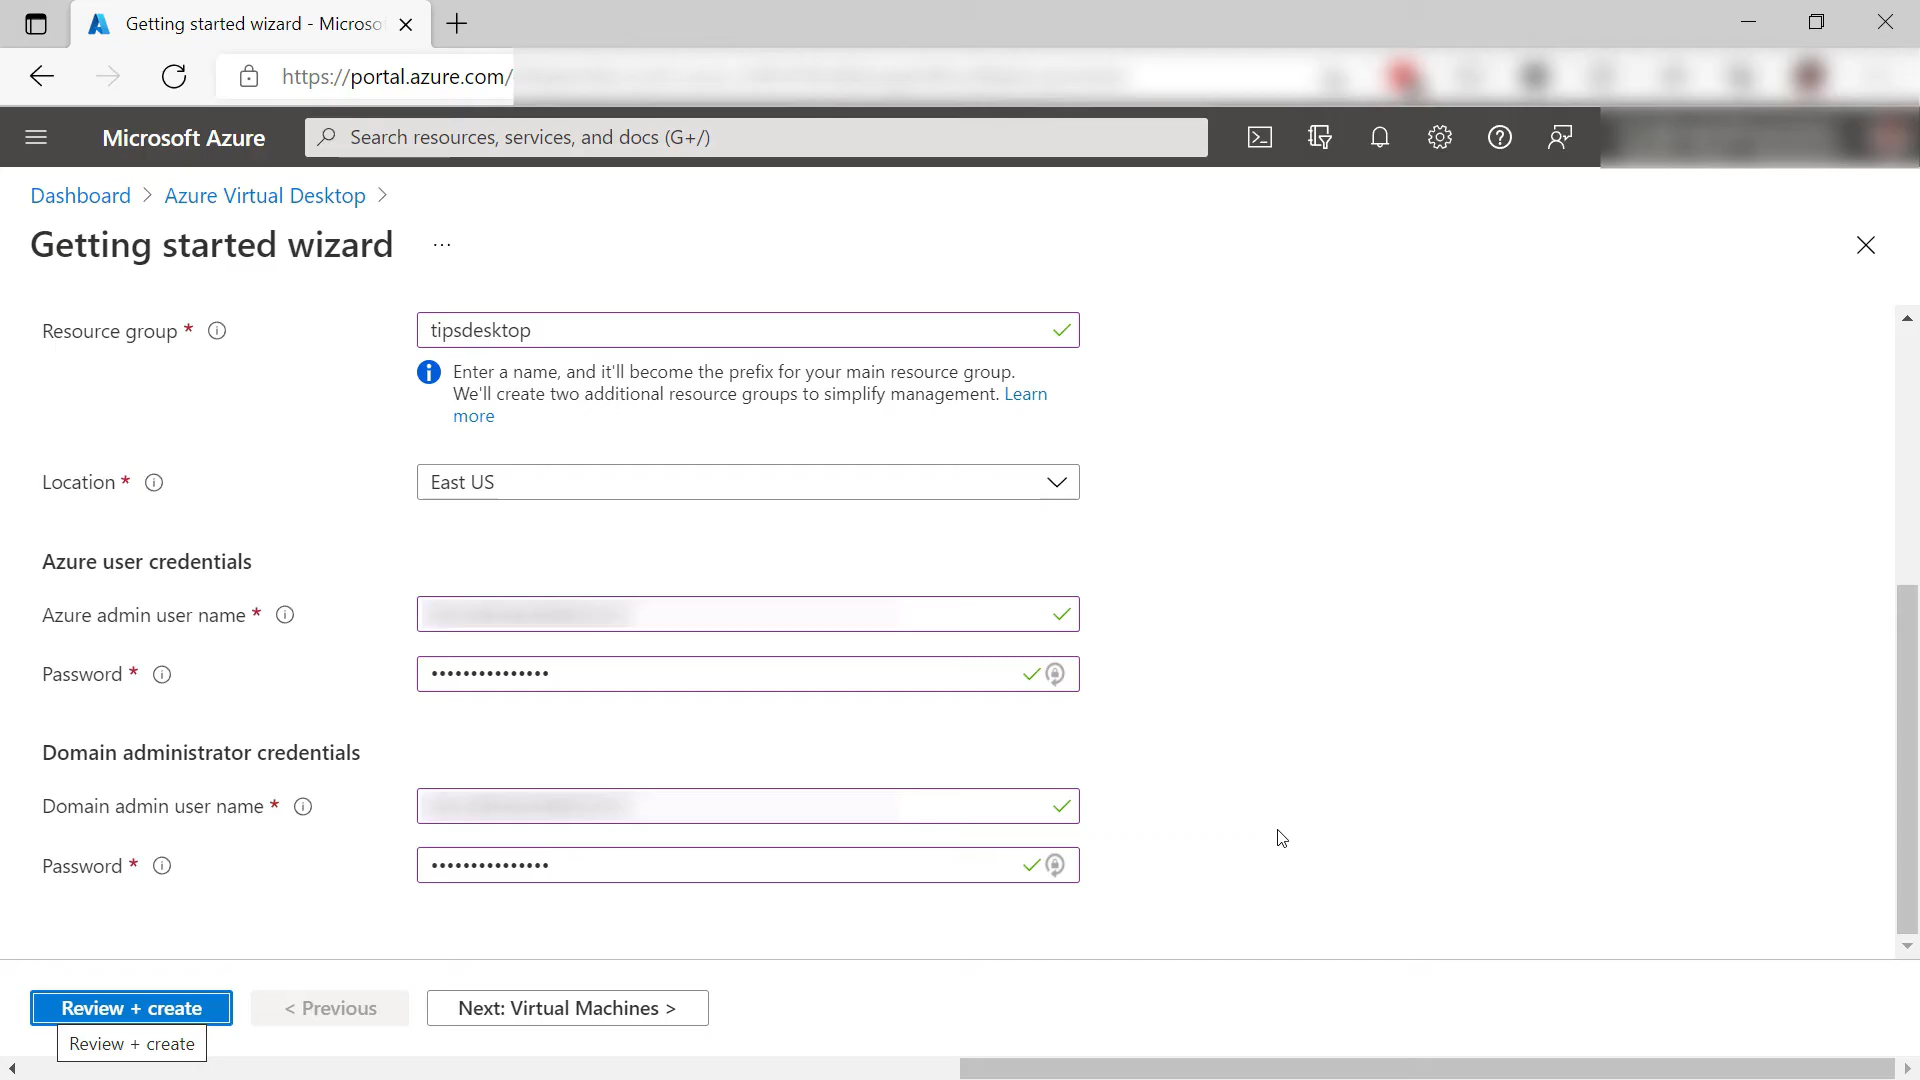 Getting started wizard - Microso
https://portal.azure.com/
Microsoft Azure
Search resources, services, and docs (G+/)
Dashboard > Azure Virtual Desktop >
Getting started wizard ...
Resource group *
tipsdesktop
Enter a name, and it'll become the prefix for your main resource group.
We'll create two additional resource groups to simplify management. Learn
more
Location *
East US
Azure user credentials
Azure admin user name *
Password *
•••••••••••••••
Domain administrator credentials
Domain admin user name *
Password *
•••••••••••••••
Review + create
< Previous
Next: Virtual Machines >
Review + create